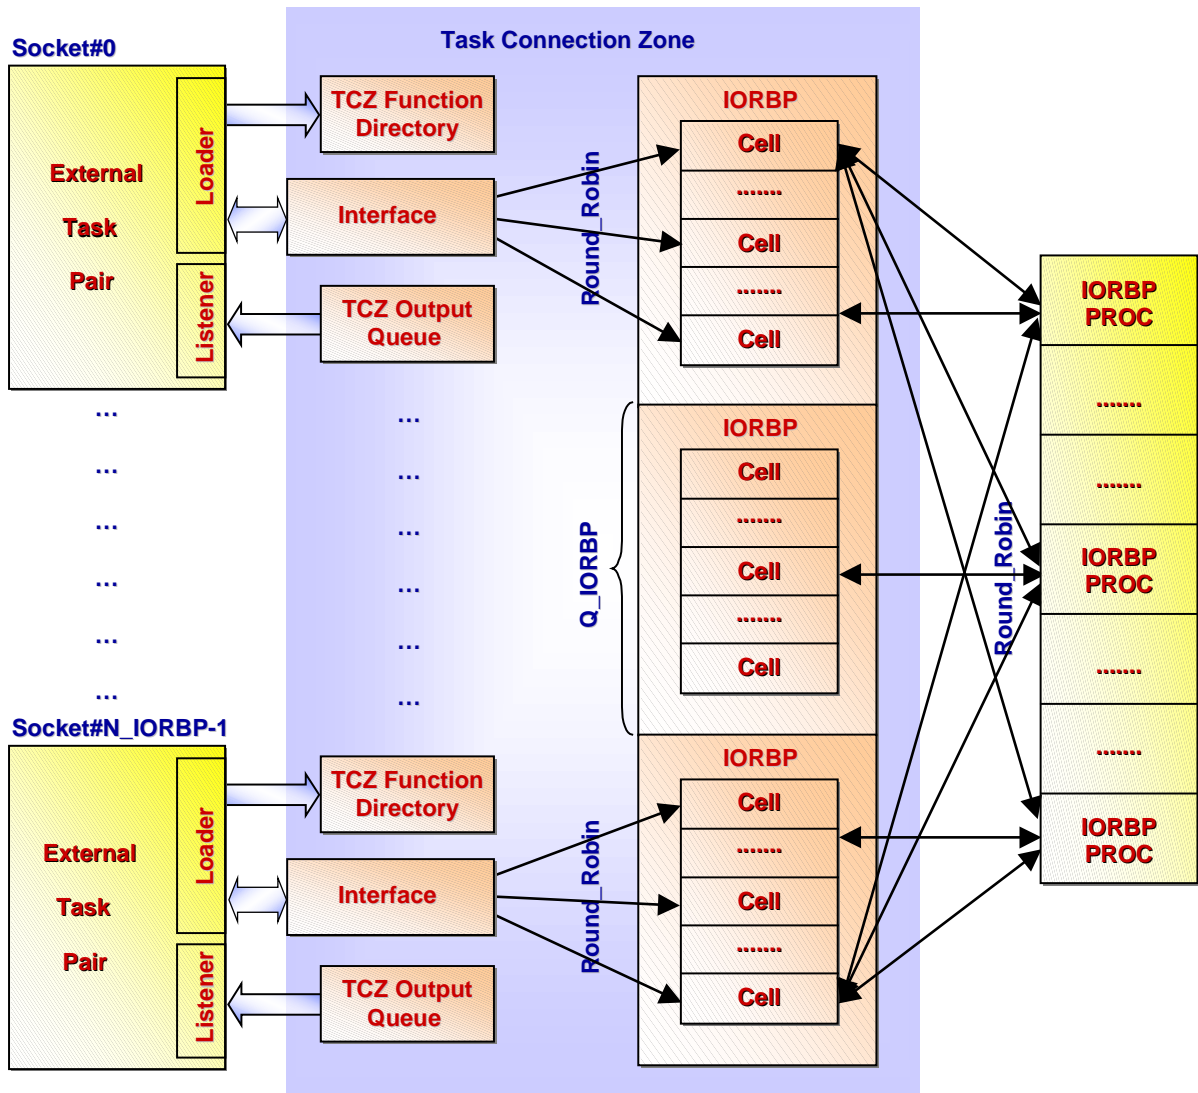 Task Connection Zone
Socket#0
External
Task
Pair
Loader
Listener
TCZ Function
Directory
Interface
TCZ Output
Queue
Round_Robin
IORBP
Cell
.......
Cell
.......
Cell
...
...
...
...
...
...
...
...
...
...
...
...
Q_IORBP
IORBP
Cell
.......
Cell
.......
Cell
Socket#N_IORBP-1
External
Task
Pair
Loader
Listener
TCZ Function
Directory
Interface
TCZ Output
Queue
Round_Robin
IORBP
Cell
.......
Cell
.......
Cell
Round_Robin
IORBP
PROC
.......
.......
IORBP
PROC
.......
.......
IORBP
PROC